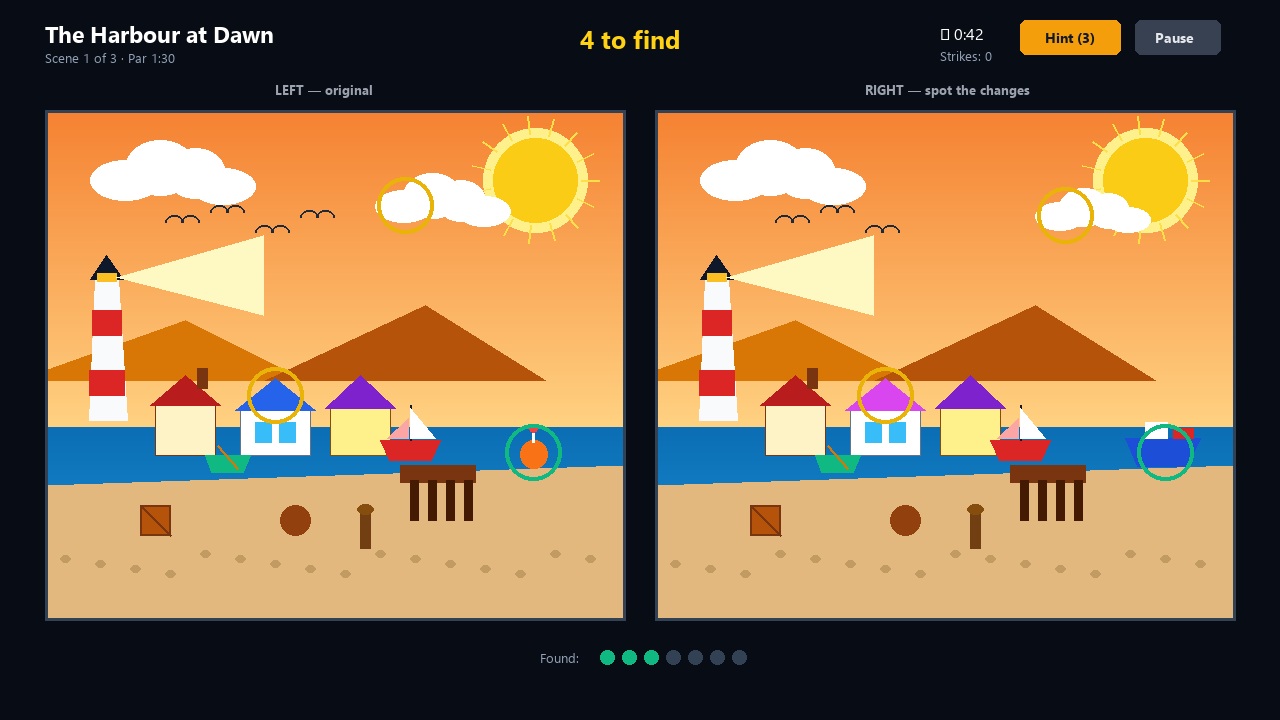 The Harbour at Dawn
Scene 1 of 3 · Par 1:30
4 to find
0:42
Strikes: 0
Hint (3)
Pause
LEFT — original
RIGHT — spot the changes
Found: